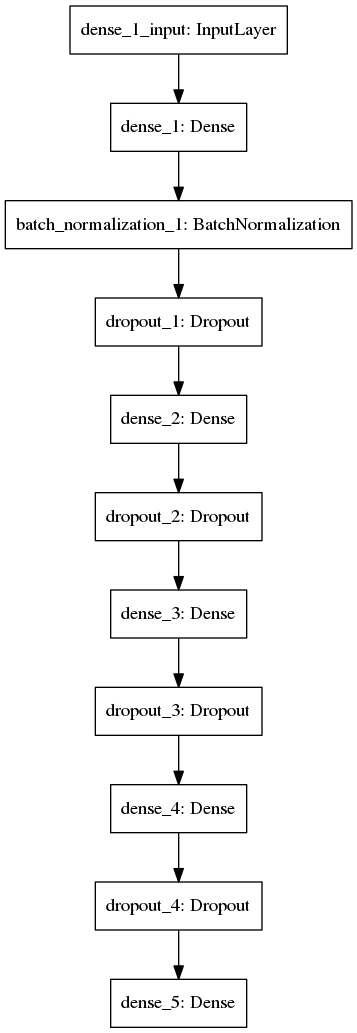 dense_1_input: InputLayer
dense_1: Dense
batch_normalization_1: BatchNormalization
dropout_1: Dropout
dense_2: Dense
dropout_2: Dropout
dense_3: Dense
dropout_3: Dropout
dense_4: Dense
dropout_4: Dropout
dense_5: Dense